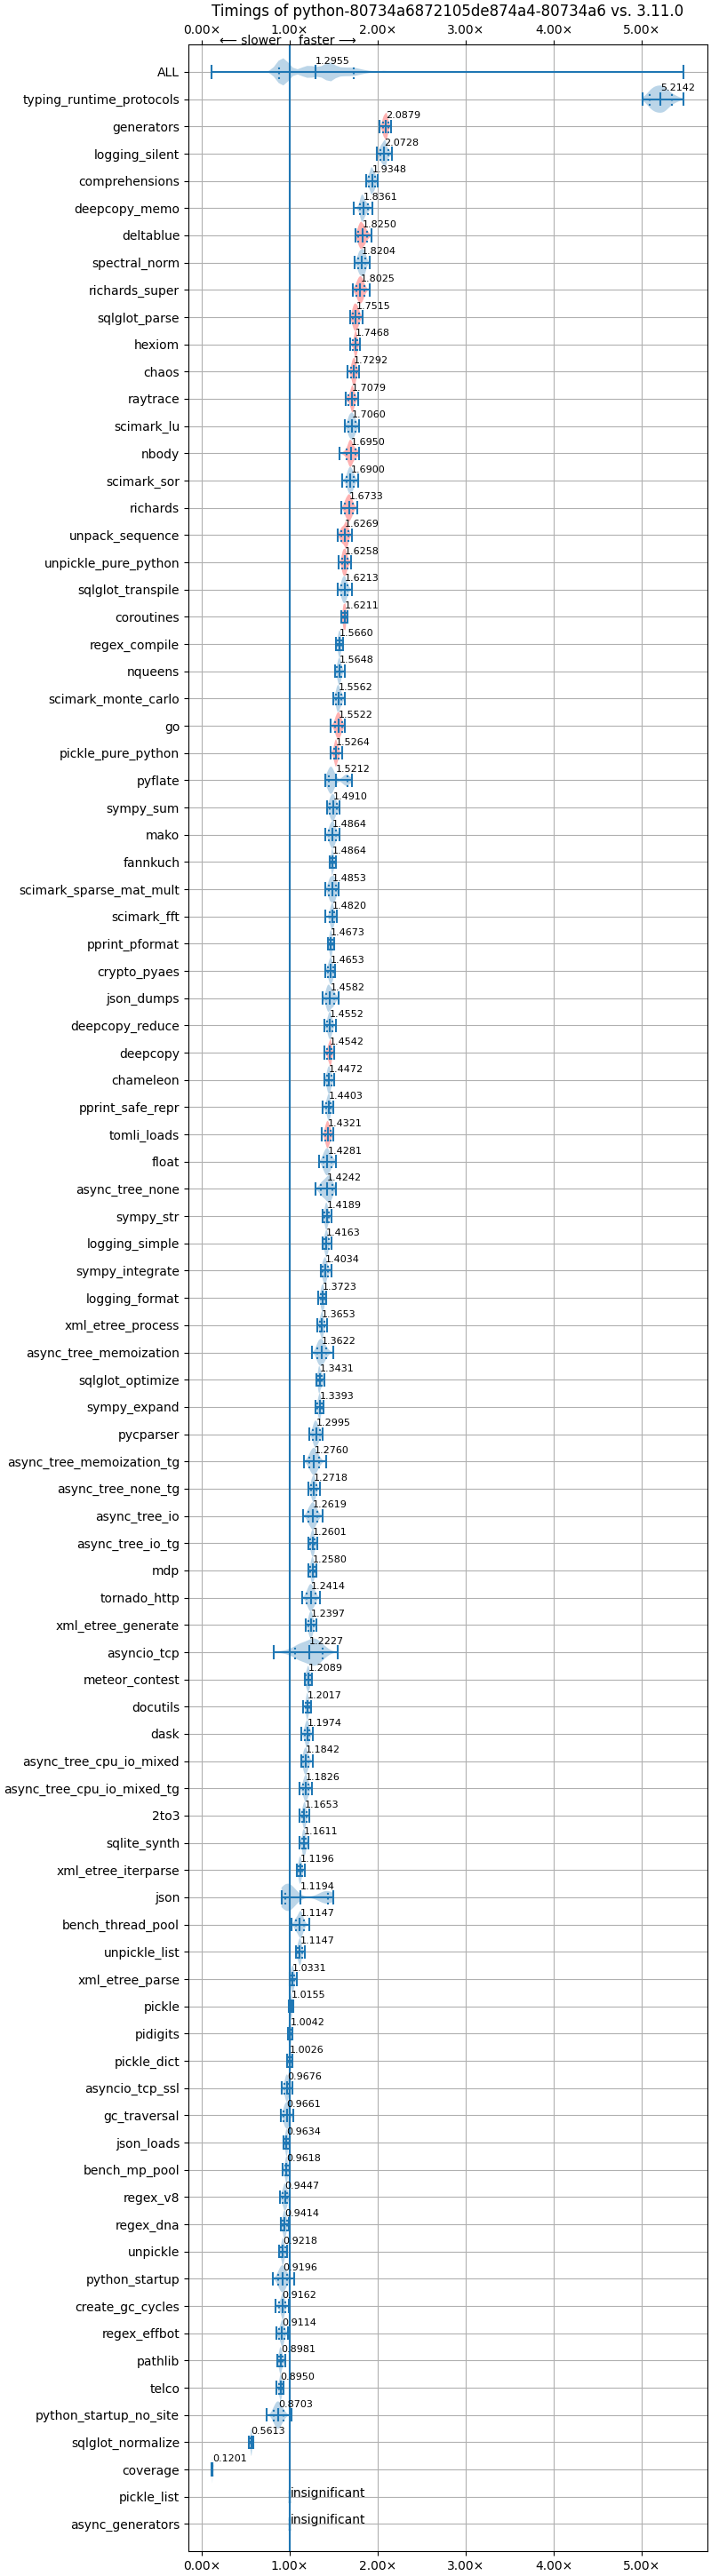 Timings of python-80734a6872105de874a4-80734a6 vs. 3.11.0
0.00× 1.00× 2.00× 3.00× 4.00× 5.00×
← slower faster →
ALL 1.2955
typing_runtime_protocols 5.2142
generators 2.0879
logging_silent 2.0728
comprehensions 1.9348
deepcopy_memo 1.8361
deltablue 1.8250
spectral_norm 1.8204
richards_super 1.8025
sqlglot_parse 1.7515
hexiom 1.7468
chaos 1.7292
raytrace 1.7079
scimark_lu 1.7060
nbody 1.6950
scimark_sor 1.6900
richards 1.6733
unpack_sequence 1.6269
unpickle_pure_python 1.6258
sqlglot_transpile 1.6213
coroutines 1.6211
regex_compile 1.5660
nqueens 1.5648
scimark_monte_carlo 1.5562
go 1.5522
pickle_pure_python 1.5264
pyflate 1.5212
sympy_sum 1.4910
mako 1.4864
fannkuch 1.4864
scimark_sparse_mat_mult 1.4853
scimark_fft 1.4820
pprint_pformat 1.4673
crypto_pyaes 1.4653
json_dumps 1.4582
deepcopy_reduce 1.4552
deepcopy 1.4542
chameleon 1.4472
pprint_safe_repr 1.4403
tomli_loads 1.4321
float 1.4281
async_tree_none 1.4242
sympy_str 1.4189
logging_simple 1.4163
sympy_integrate 1.4034
logging_format 1.3723
xml_etree_process 1.3653
async_tree_memoization 1.3622
sqlglot_optimize 1.3431
sympy_expand 1.3393
pycparser 1.2995
async_tree_memoization_tg 1.2760
async_tree_none_tg 1.2718
async_tree_io 1.2619
async_tree_io_tg 1.2601
mdp 1.2580
tornado_http 1.2414
xml_etree_generate 1.2397
asyncio_tcp 1.2227
meteor_contest 1.2089
docutils 1.2017
dask 1.1974
async_tree_cpu_io_mixed 1.1842
async_tree_cpu_io_mixed_tg 1.1826
2to3 1.1653
sqlite_synth 1.1611
xml_etree_iterparse 1.1196
json 1.1194
bench_thread_pool 1.1147
unpickle_list 1.1147
xml_etree_parse 1.0331
pickle 1.0155
pidigits 1.0042
pickle_dict 1.0026
asyncio_tcp_ssl 0.9676
gc_traversal 0.9661
json_loads 0.9634
bench_mp_pool 0.9618
regex_v8 0.9447
regex_dna 0.9414
unpickle 0.9218
python_startup 0.9196
create_gc_cycles 0.9162
regex_effbot 0.9114
pathlib 0.8981
telco 0.8950
python_startup_no_site 0.8703
sqlglot_normalize 0.5613
coverage 0.1201
pickle_list insignificant
async_generators insignificant
0.00× 1.00× 2.00× 3.00× 4.00× 5.00×